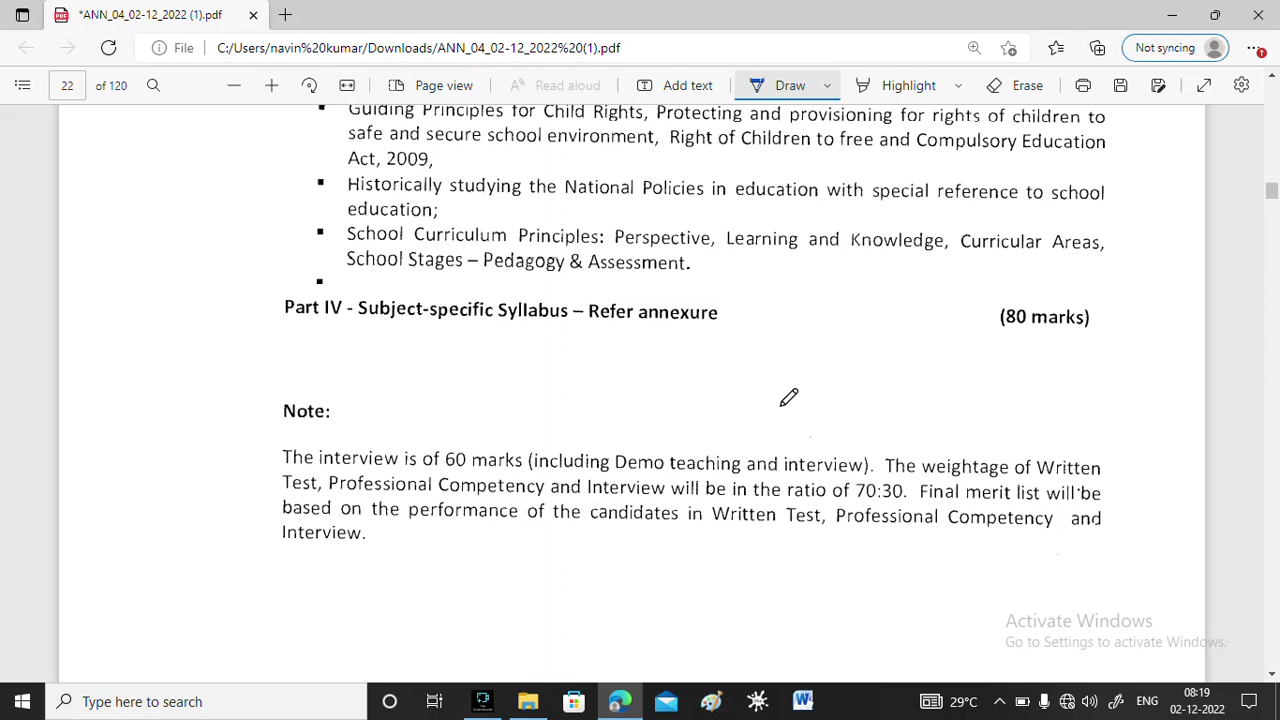 *ANN_04_02-12_2022 (1).pdf
File C:/Users/navin%20kumar/Downloads/ANN_04_02-12_2022%20(1).pdf Not syncing
22 of 120 Page view Read aloud Add text Draw Highlight Erase
Guiding Principles for Child Rights, Protecting and provisioning for rights of children to
safe and secure school environment, Right of Children to free and Compulsory Education
Act, 2009,
▪ Historically studying the National Policies in education with special reference to school
education;
▪ School Curriculum Principles: Perspective, Learning and Knowledge, Curricular Areas,
School Stages – Pedagogy & Assessment.
▪
Part IV - Subject-specific Syllabus – Refer annexure (80 marks)
Note:
The interview is of 60 marks (including Demo teaching and interview). The weightage of Written
Test, Professional Competency and Interview will be in the ratio of 70:30. Final merit list will be
based on the performance of the candidates in Written Test, Professional Competency and
Interview.
Activate Windows
Go to Settings to activate Windows.
Type here to search 29°C ENG 08:19
02-12-2022